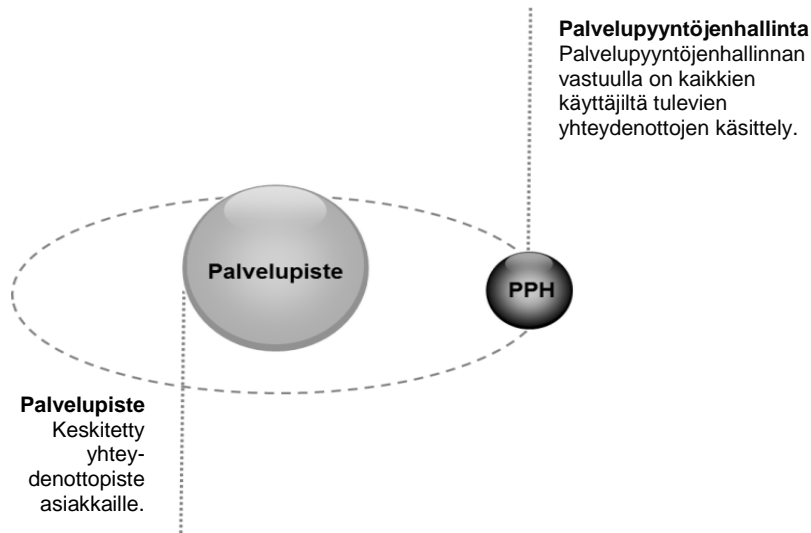 Palvelupyyntöjenhallinta
Palvelupyyntöjenhallinnan
vastuulla on kaikkien
käyttäjiltä tulevien
yhteydenottojen käsittely.
Palvelupiste
PPH
Palvelupiste
Keskitetty
yhtey-
denottopiste
asiakkaille.